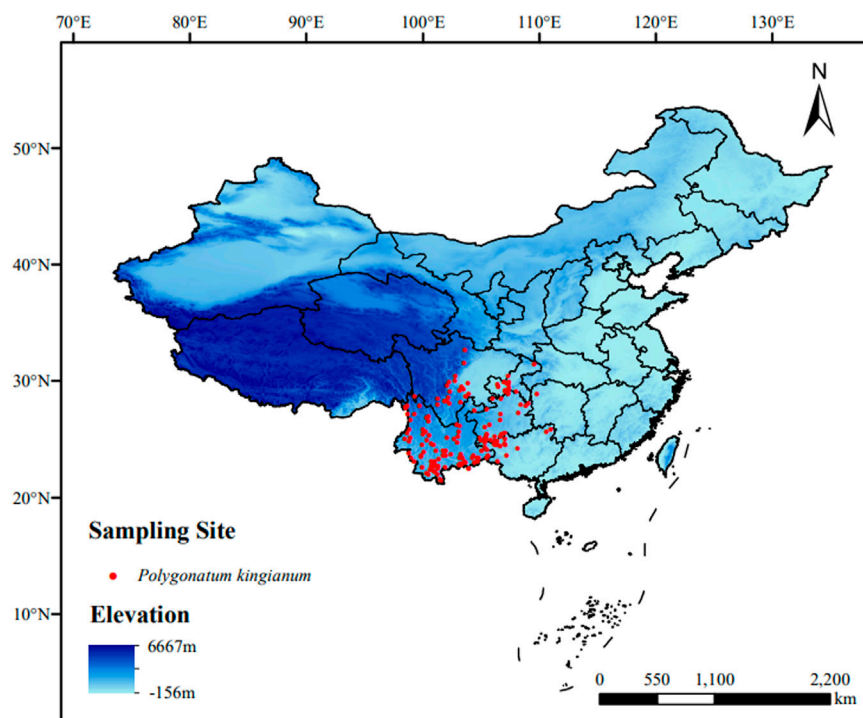 70°E 80°E 90°E 100°E 110°E 120°E 130°E
N
50°N
40°N
30°N
20°N
10°N
Sampling Site
Polygonatum kingianum
Elevation
6667m
-156m
0 550 1,100 2,200
km